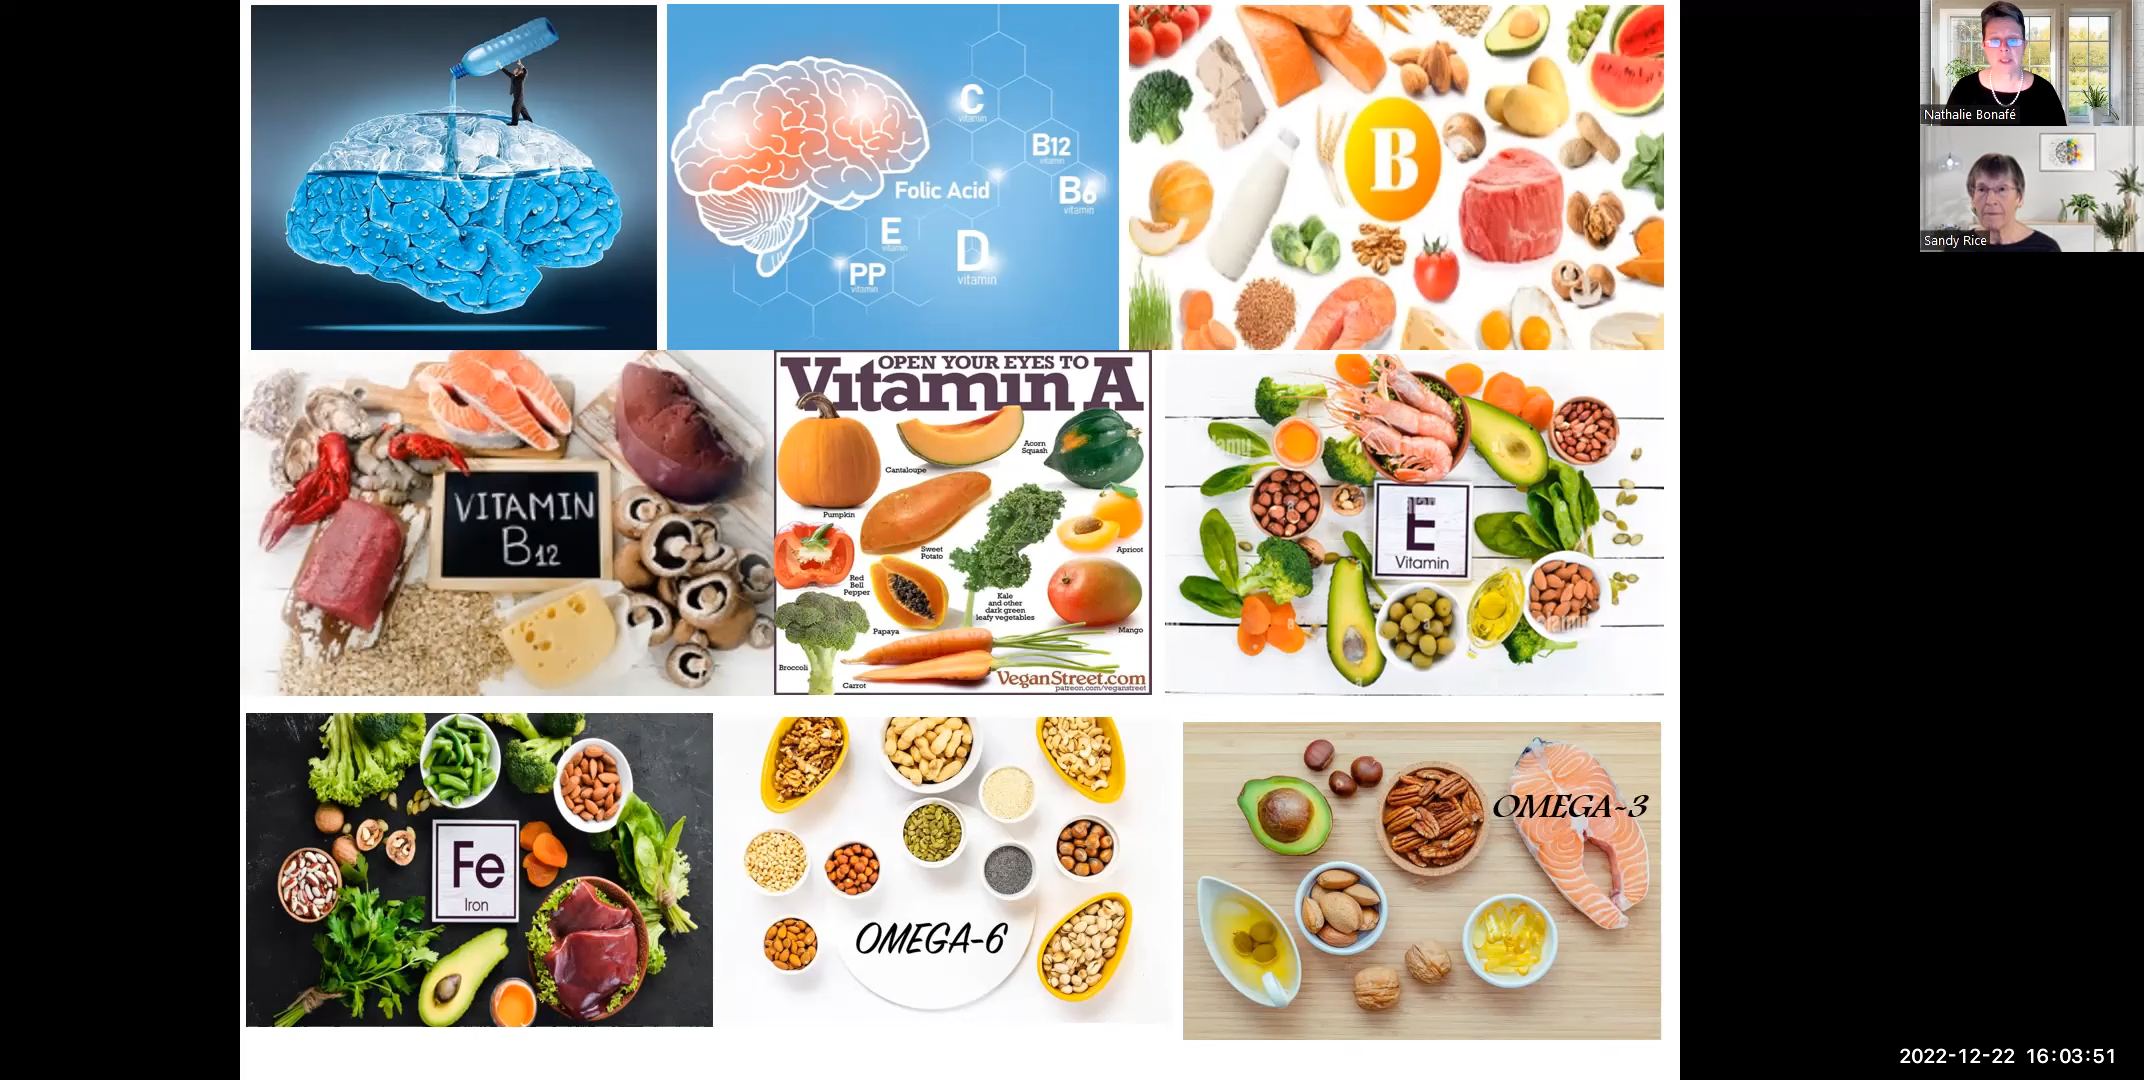 C
vitamin
B12
vitamin
Folic Acid
B6
vitamin
E
vitamin
D
vitamin
PP
vitamin
B
Nathalie Bonafé
Sandy Rice
VITAMIN
B12
OPEN YOUR EYES TO
Vitamin A
Pumpkin
Cantaloupe
Acorn
Squash
Sweet
Potato
Apricot
Red
Bell
Pepper
Papaya
Kale
and other
dark green
leafy vegetables
Mango
Broccoli
Carrot
VeganStreet.com
patreon.com/veganstreet
E
Vitamin
Fe
Iron
OMEGA-6
OMEGA-3
2022-12-22 16:03:51